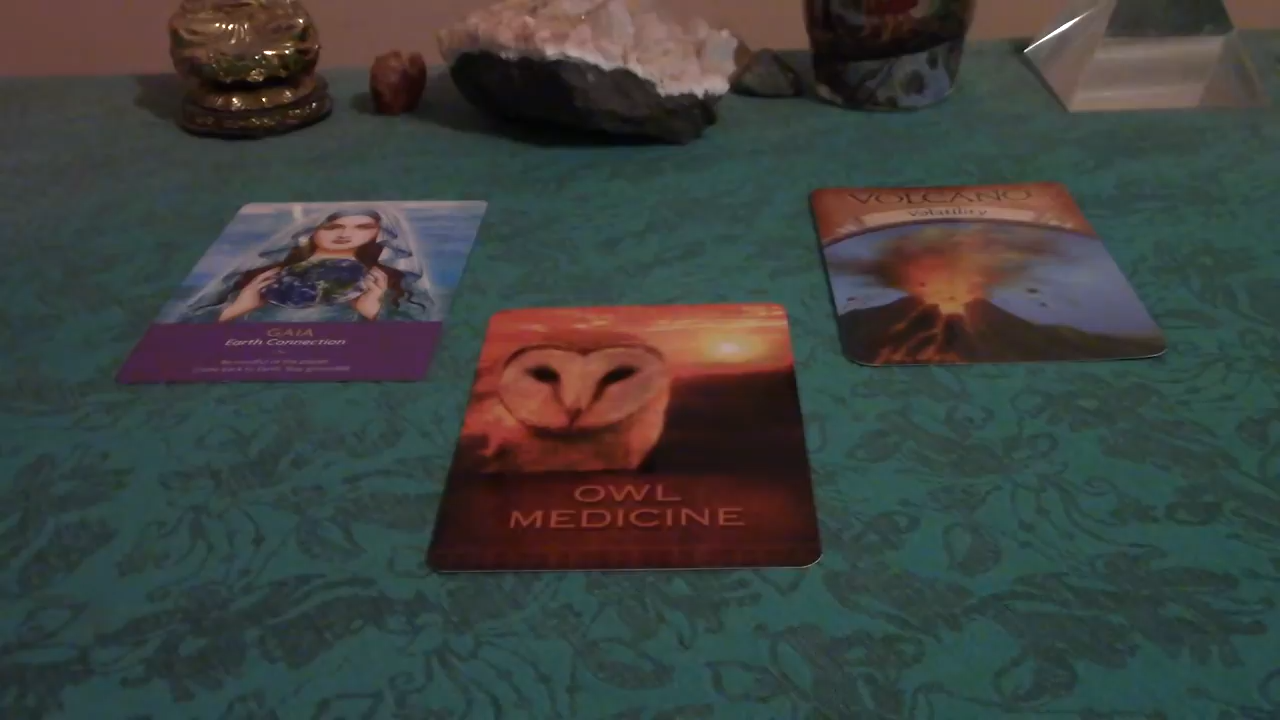 GAIA
Earth Connection
VOLCANO
Volatility
OWL
MEDICINE